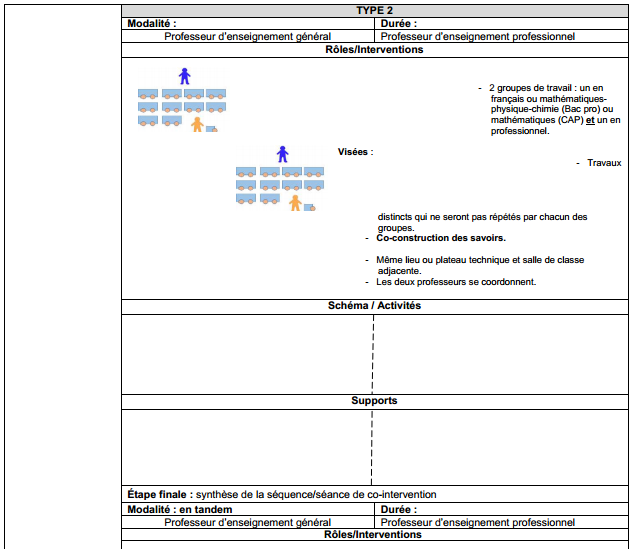 TYPE 2
Modalité :
Durée :
Professeur d'enseignement général
Professeur d'enseignement professionnel
Rôles/Interventions
- 2 groupes de travail : un en
français ou mathématiques-
physique-chimie (Bac pro) ou
mathématiques (CAP) et un en
professionnel.
Visées :
- Travaux
distincts qui ne seront pas répétés par chacun des
groupes.
- Co-construction des savoirs.
- Même lieu ou plateau technique et salle de classe
adjacente.
- Les deux professeurs se coordonnent.
Schéma / Activités
Supports
Étape finale : synthèse de la séquence/séance de co-intervention
Modalité : en tandem
Durée :
Professeur d'enseignement général
Professeur d'enseignement professionnel
Rôles/Interventions